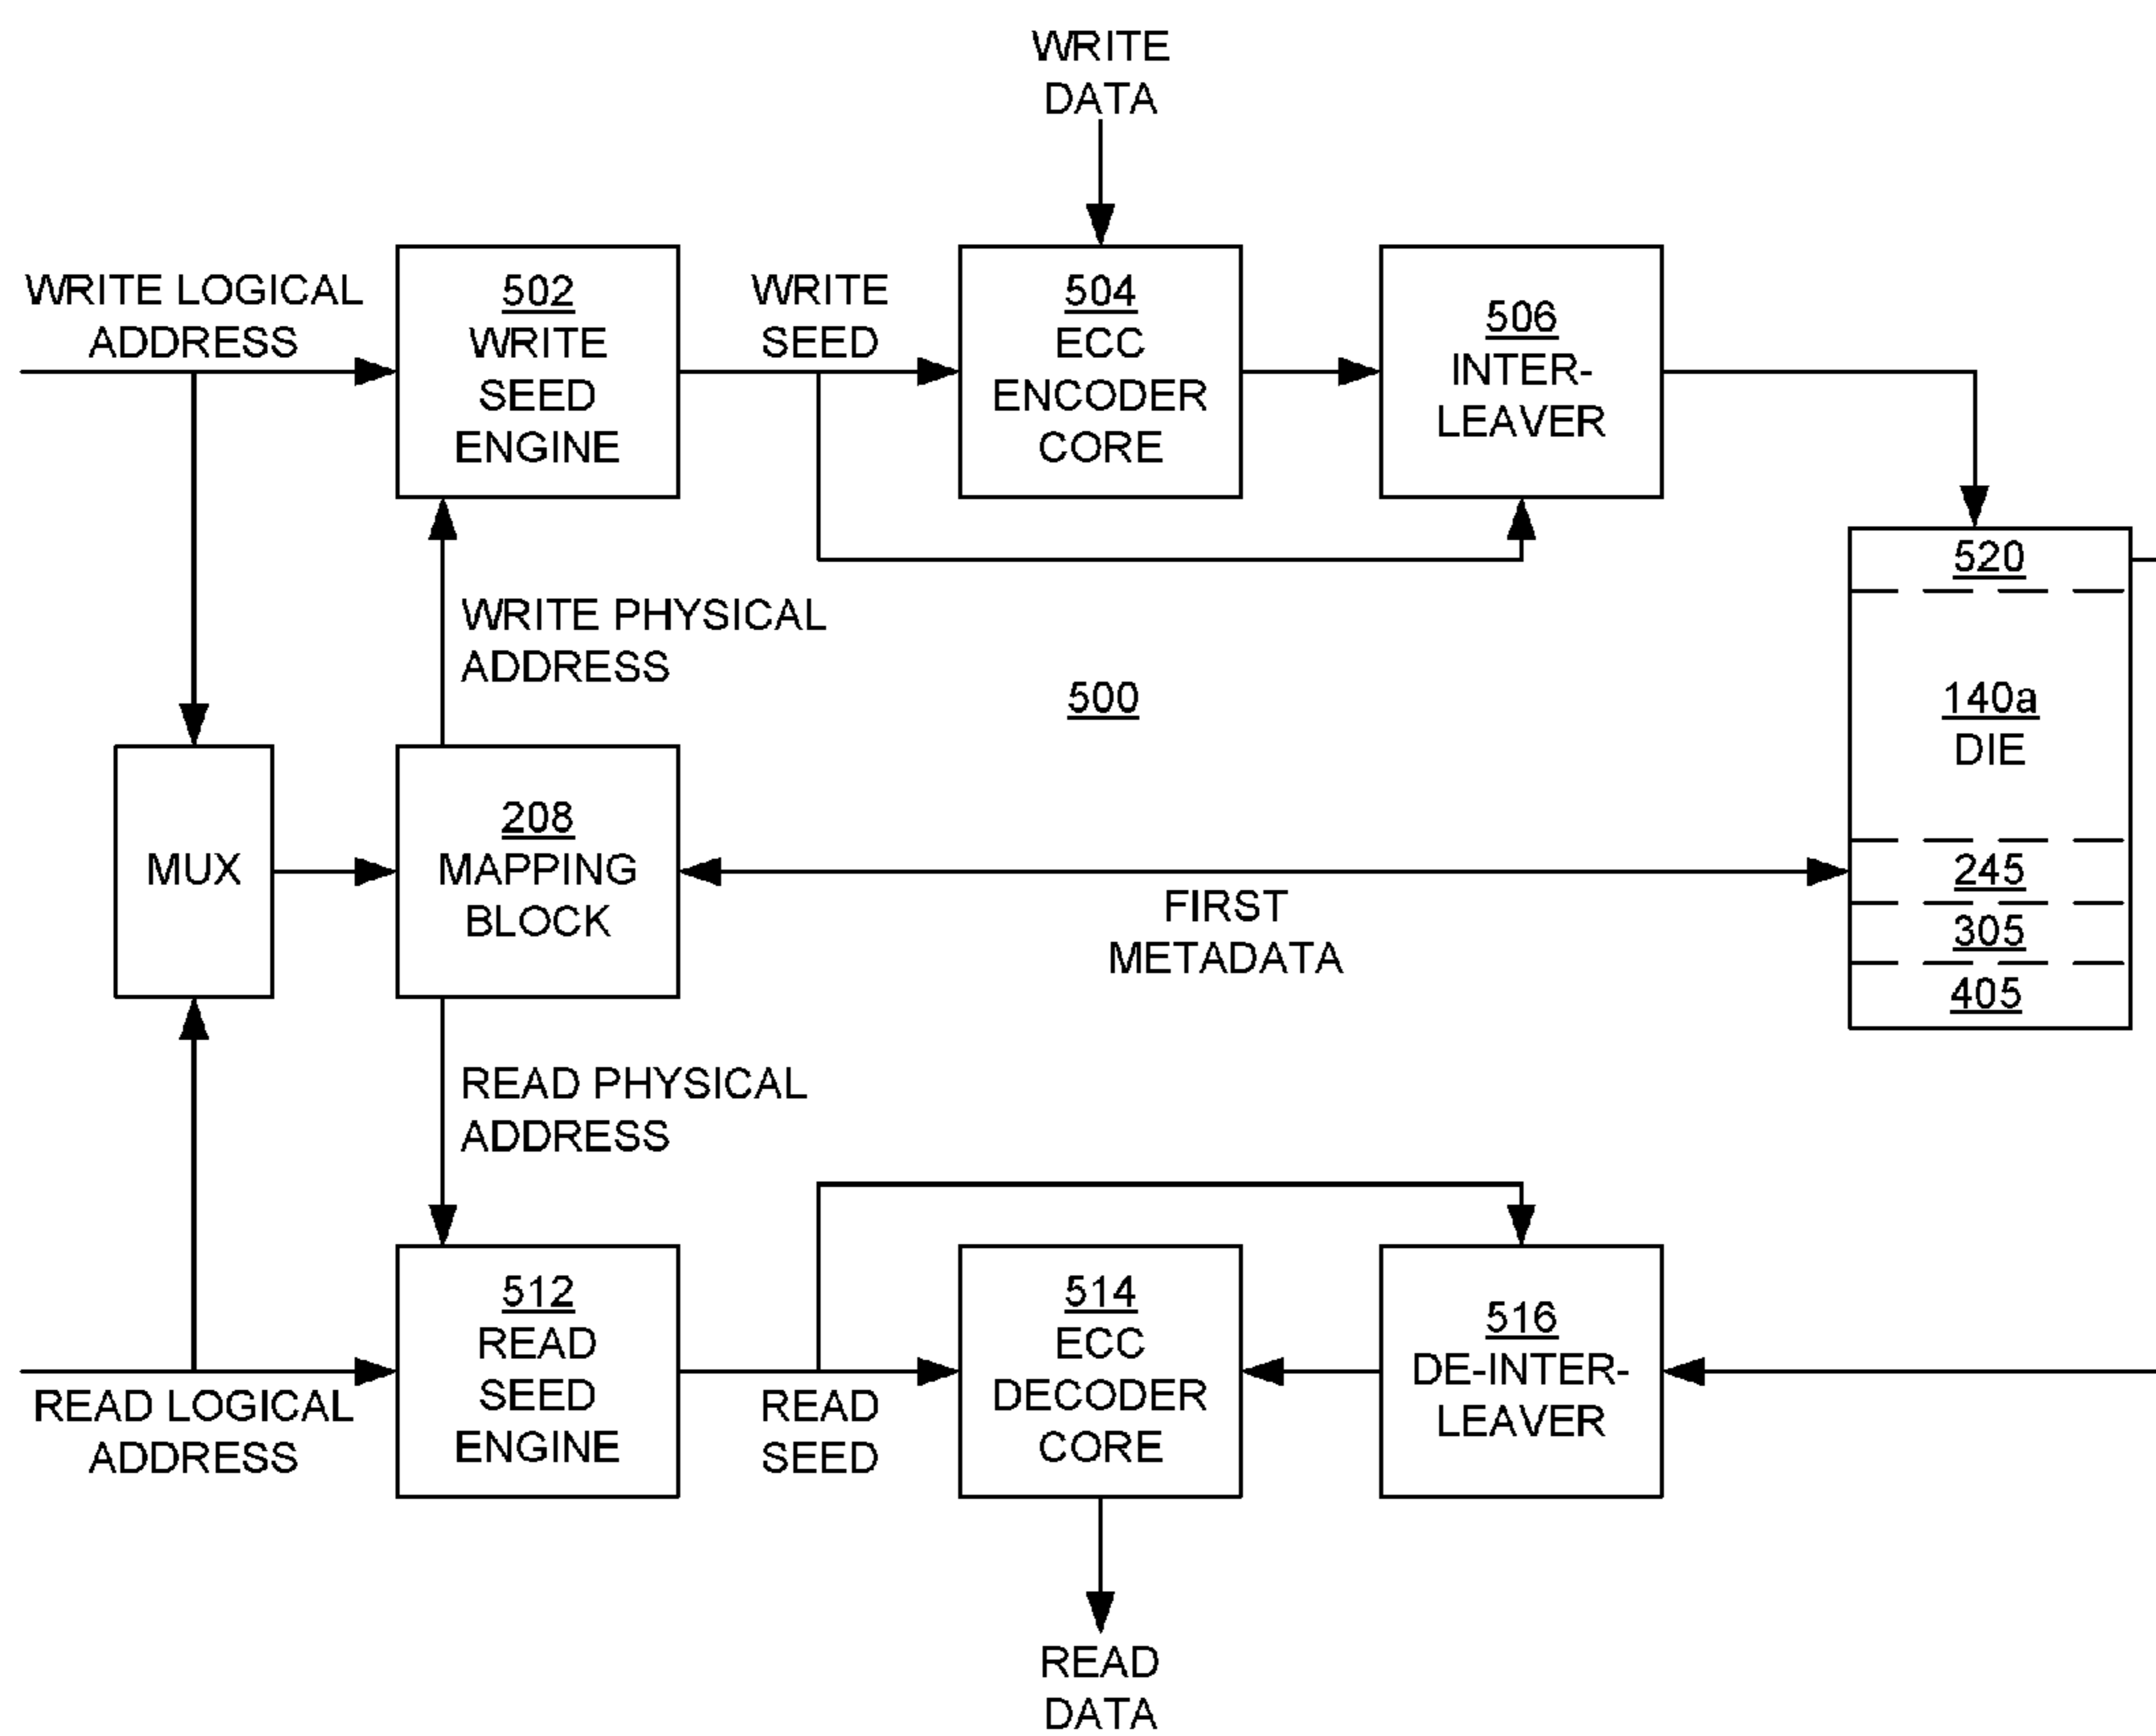 WRITE
DATA
WRITE LOGICAL
ADDRESS
502
WRITE
SEED
ENGINE
WRITE
SEED
504
ECC
ENCODER
CORE
506
INTER-
LEAVER
WRITE PHYSICAL
ADDRESS
500
520
140a
DIE
245
305
405
MUX
208
MAPPING
BLOCK
FIRST
METADATA
READ PHYSICAL
ADDRESS
READ LOGICAL
ADDRESS
512
READ
SEED
ENGINE
READ
SEED
514
ECC
DECODER
CORE
516
DE-INTER-
LEAVER
READ
DATA